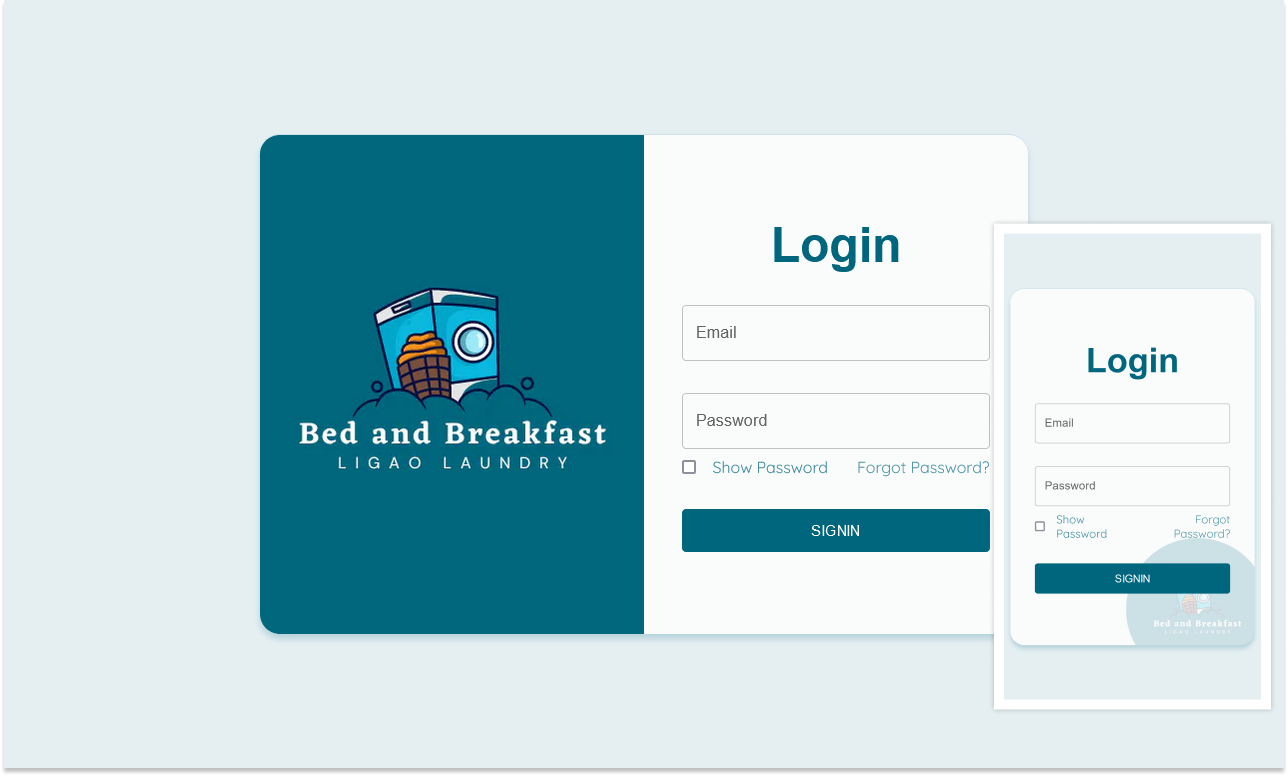 Bed and Breakfast
LIGAO LAUNDRY
Login
Email
Password
Show Password
Forgot Password?
SIGNIN
Login
Email
Password
Show
Password
Forgot
Password?
SIGNIN
Bed and Breakfast
LIGAO LAUNDRY